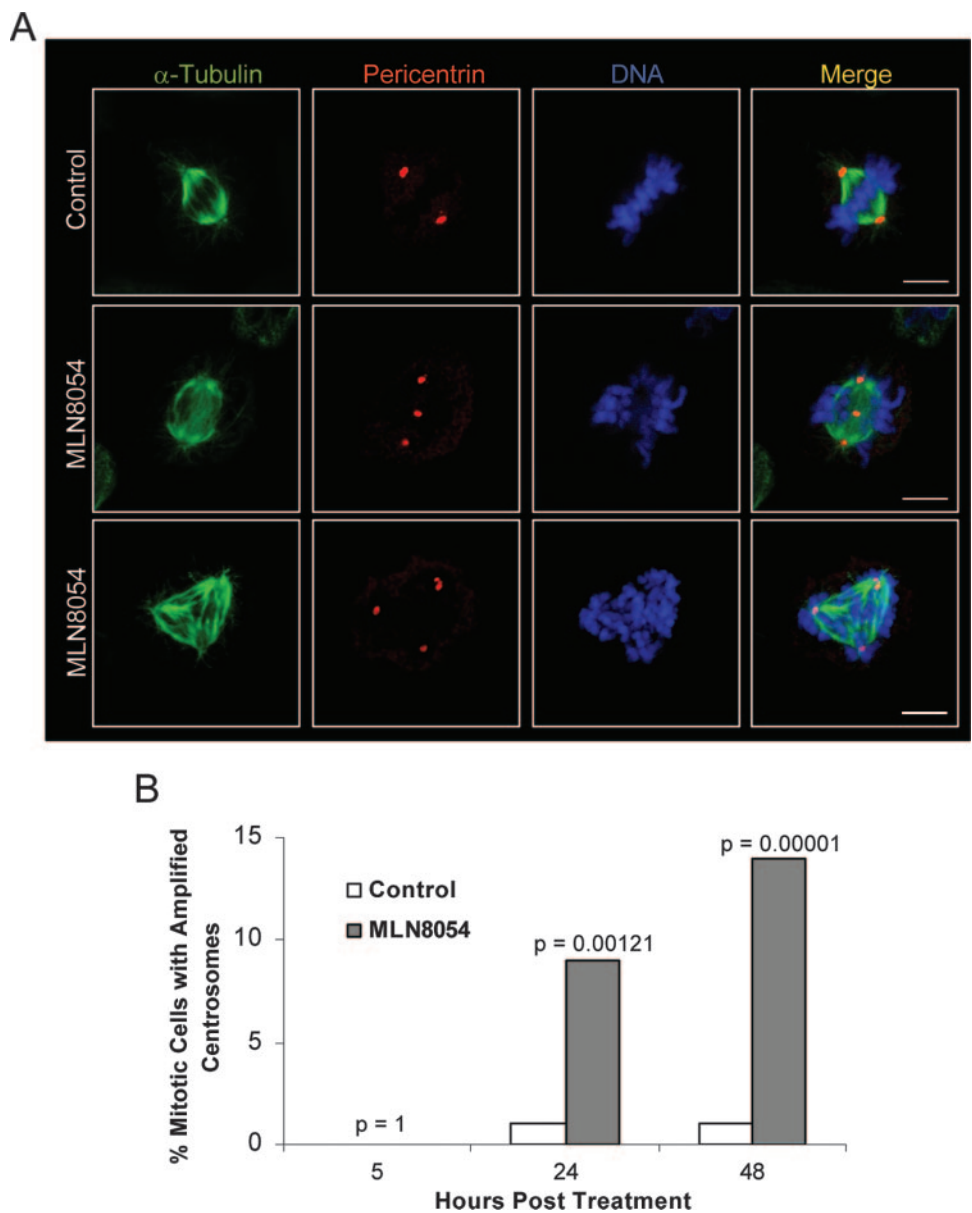 A
α-Tubulin Pericentrin DNA Merge
Control
MLN8054
MLN8054
B
% Mitotic Cells with Amplified
Centrosomes
15
10
5
0
Control
MLN8054
p = 1
p = 0.00121
p = 0.00001
5 24 48
Hours Post Treatment